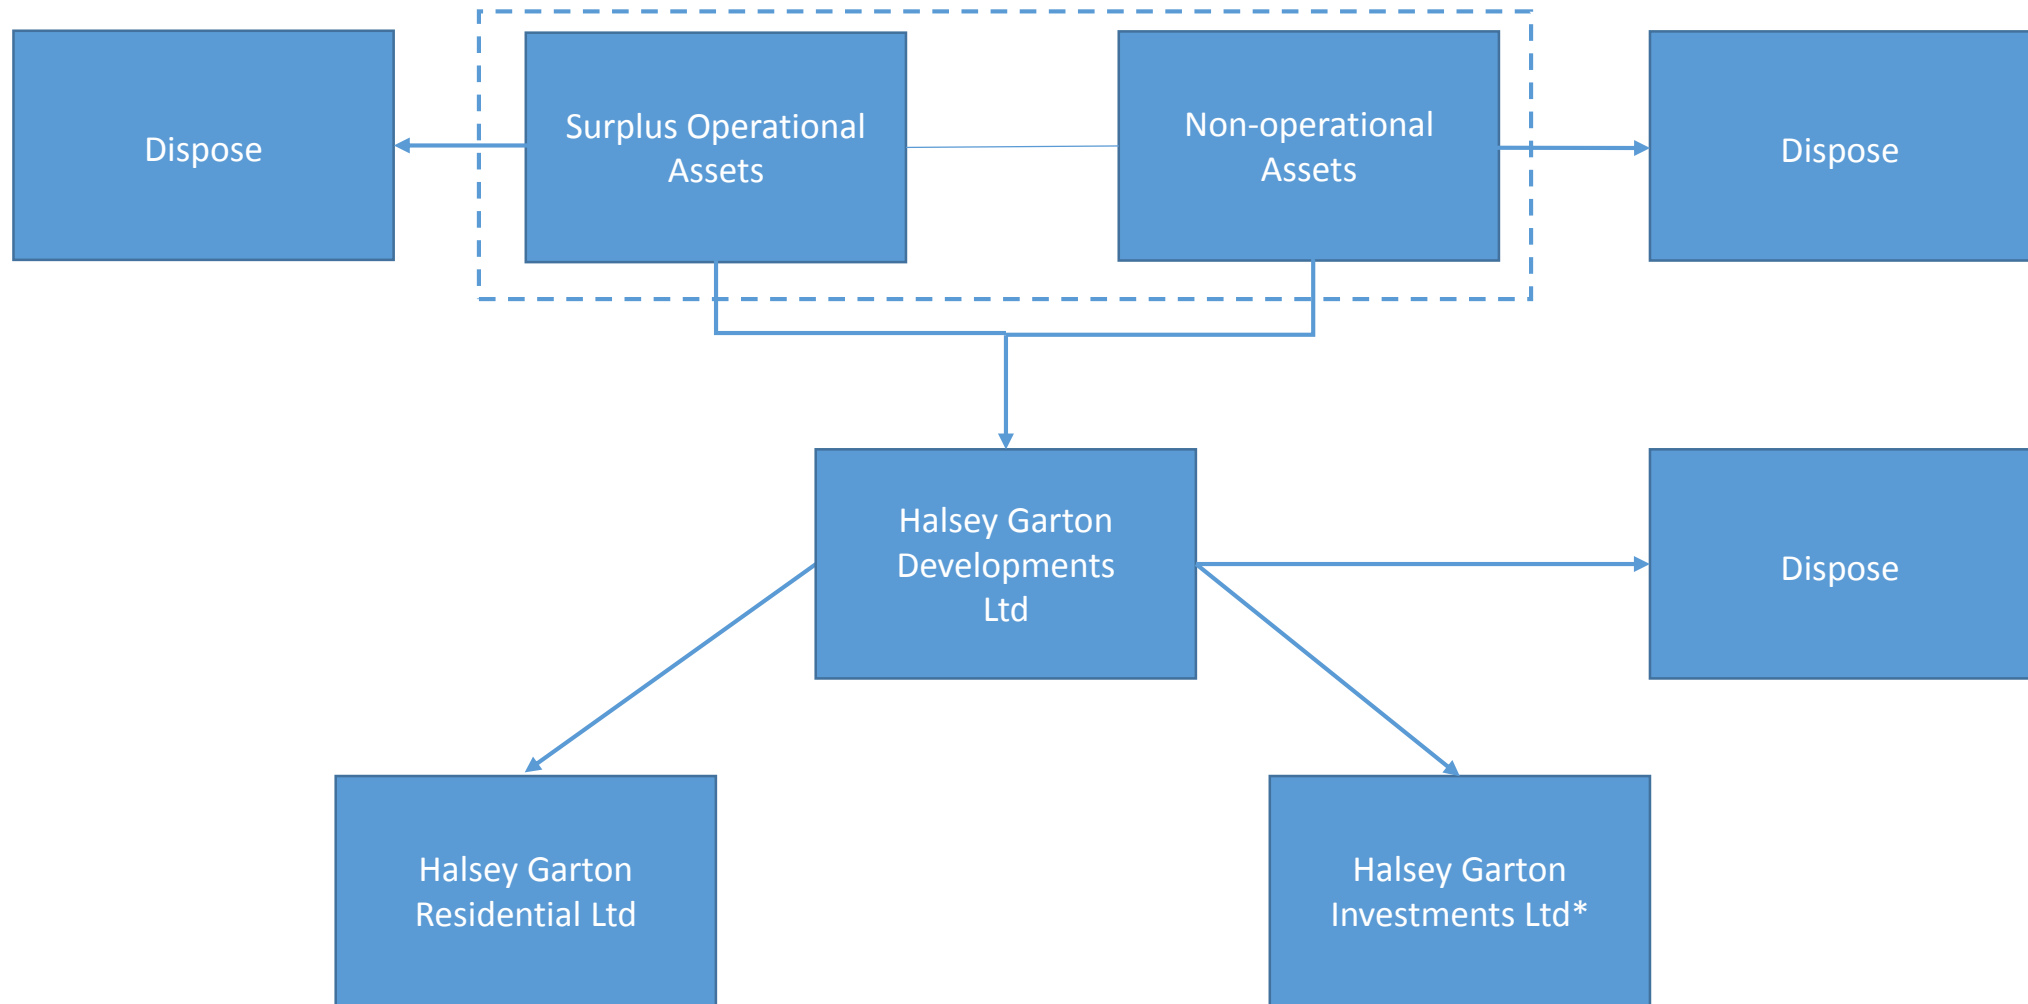 Dispose
Surplus Operational
Assets
Non-operational
Assets
Dispose
Halsey Garton
Developments
Ltd
Dispose
Halsey Garton
Residential Ltd
Halsey Garton
Investments Ltd*